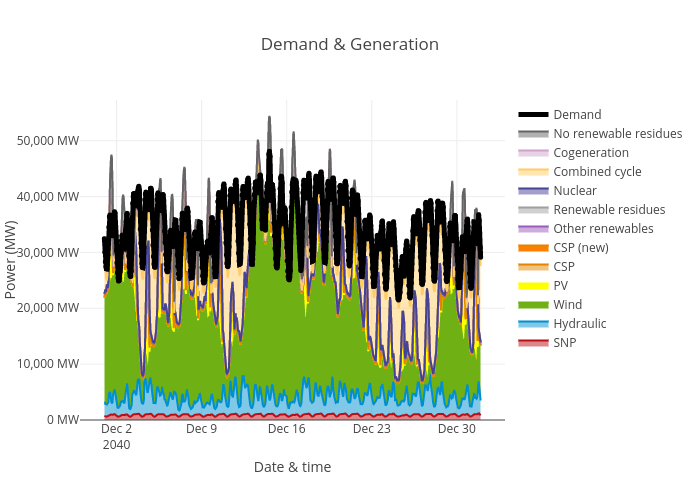 Demand & Generation
50,000 MW
40,000 MW
30,000 MW
20,000 MW
10,000 MW
0 MW
Power (MW)
Dec 2
2040
Dec 9
Dec 16
Dec 23
Dec 30
Date & time
Demand
No renewable residues
Cogeneration
Combined cycle
Nuclear
Renewable residues
Other renewables
CSP (new)
CSP
PV
Wind
Hydraulic
SNP